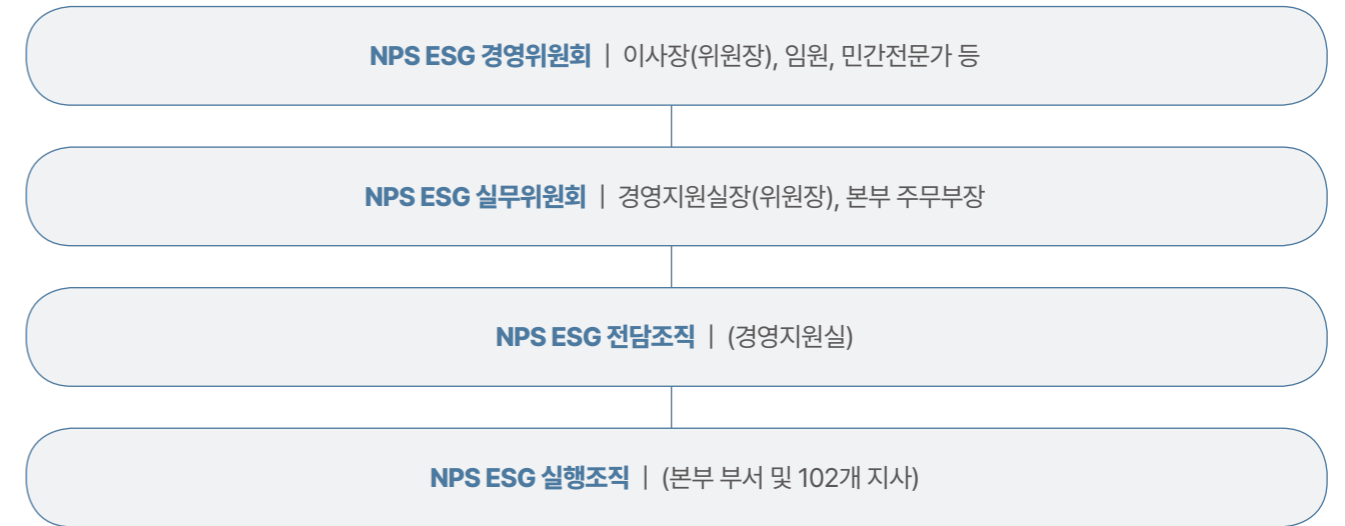 NPS ESG 경영위원회 | 이사장(위원장), 임원, 민간전문가 등
NPS ESG 실무위원회 | 경영지원실장(위원장), 본부 주무부장
NPS ESG 전담조직 | (경영지원실)
NPS ESG 실행조직 | (본부 부서 및 102개 지사)